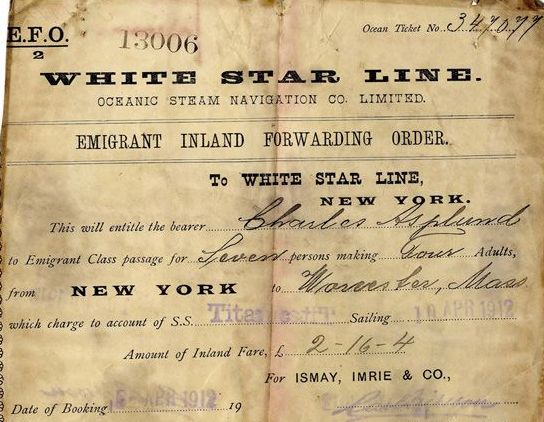 E.F.O.
2
13006
Ocean Ticket No. 347077
WHITE STAR LINE.
OCEANIC STEAM NAVIGATION CO. LIMITED.
EMIGRANT INLAND FORWARDING ORDER.
To WHITE STAR LINE,
NEW YORK.
This will entitle the bearer Charles Asplund
to Emigrant Class passage for Seven persons making Four Adults,
from NEW YORK to Worcester, Mass
which charge to account of S.S. Titanic Sailing 10 APR 1912
Amount of Inland Fare, £ 2-16-4
For ISMAY, IMRIE & CO.,
Date of Booking APR 1912 19